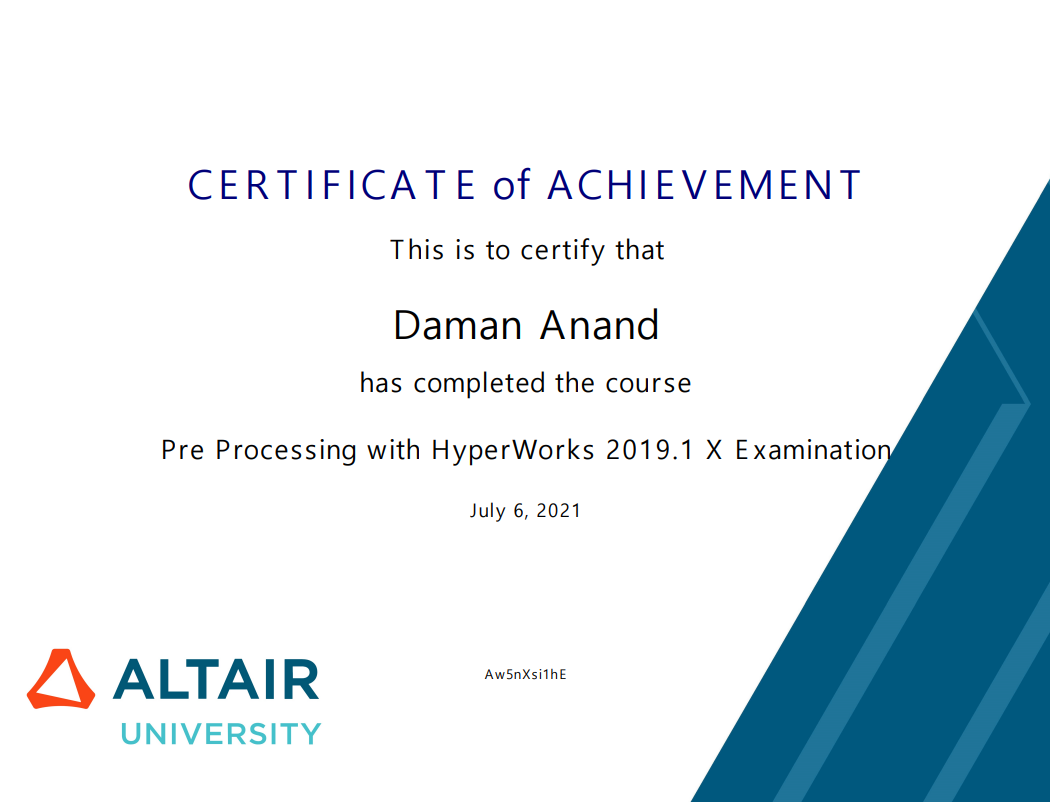 CERTIFICATE of ACHIEVEMENT
This is to certify that
Daman Anand
has completed the course
Pre Processing with HyperWorks 2019.1 X Examination
July 6, 2021
Aw5nXsi1hE
ALTAIR
UNIVERSITY